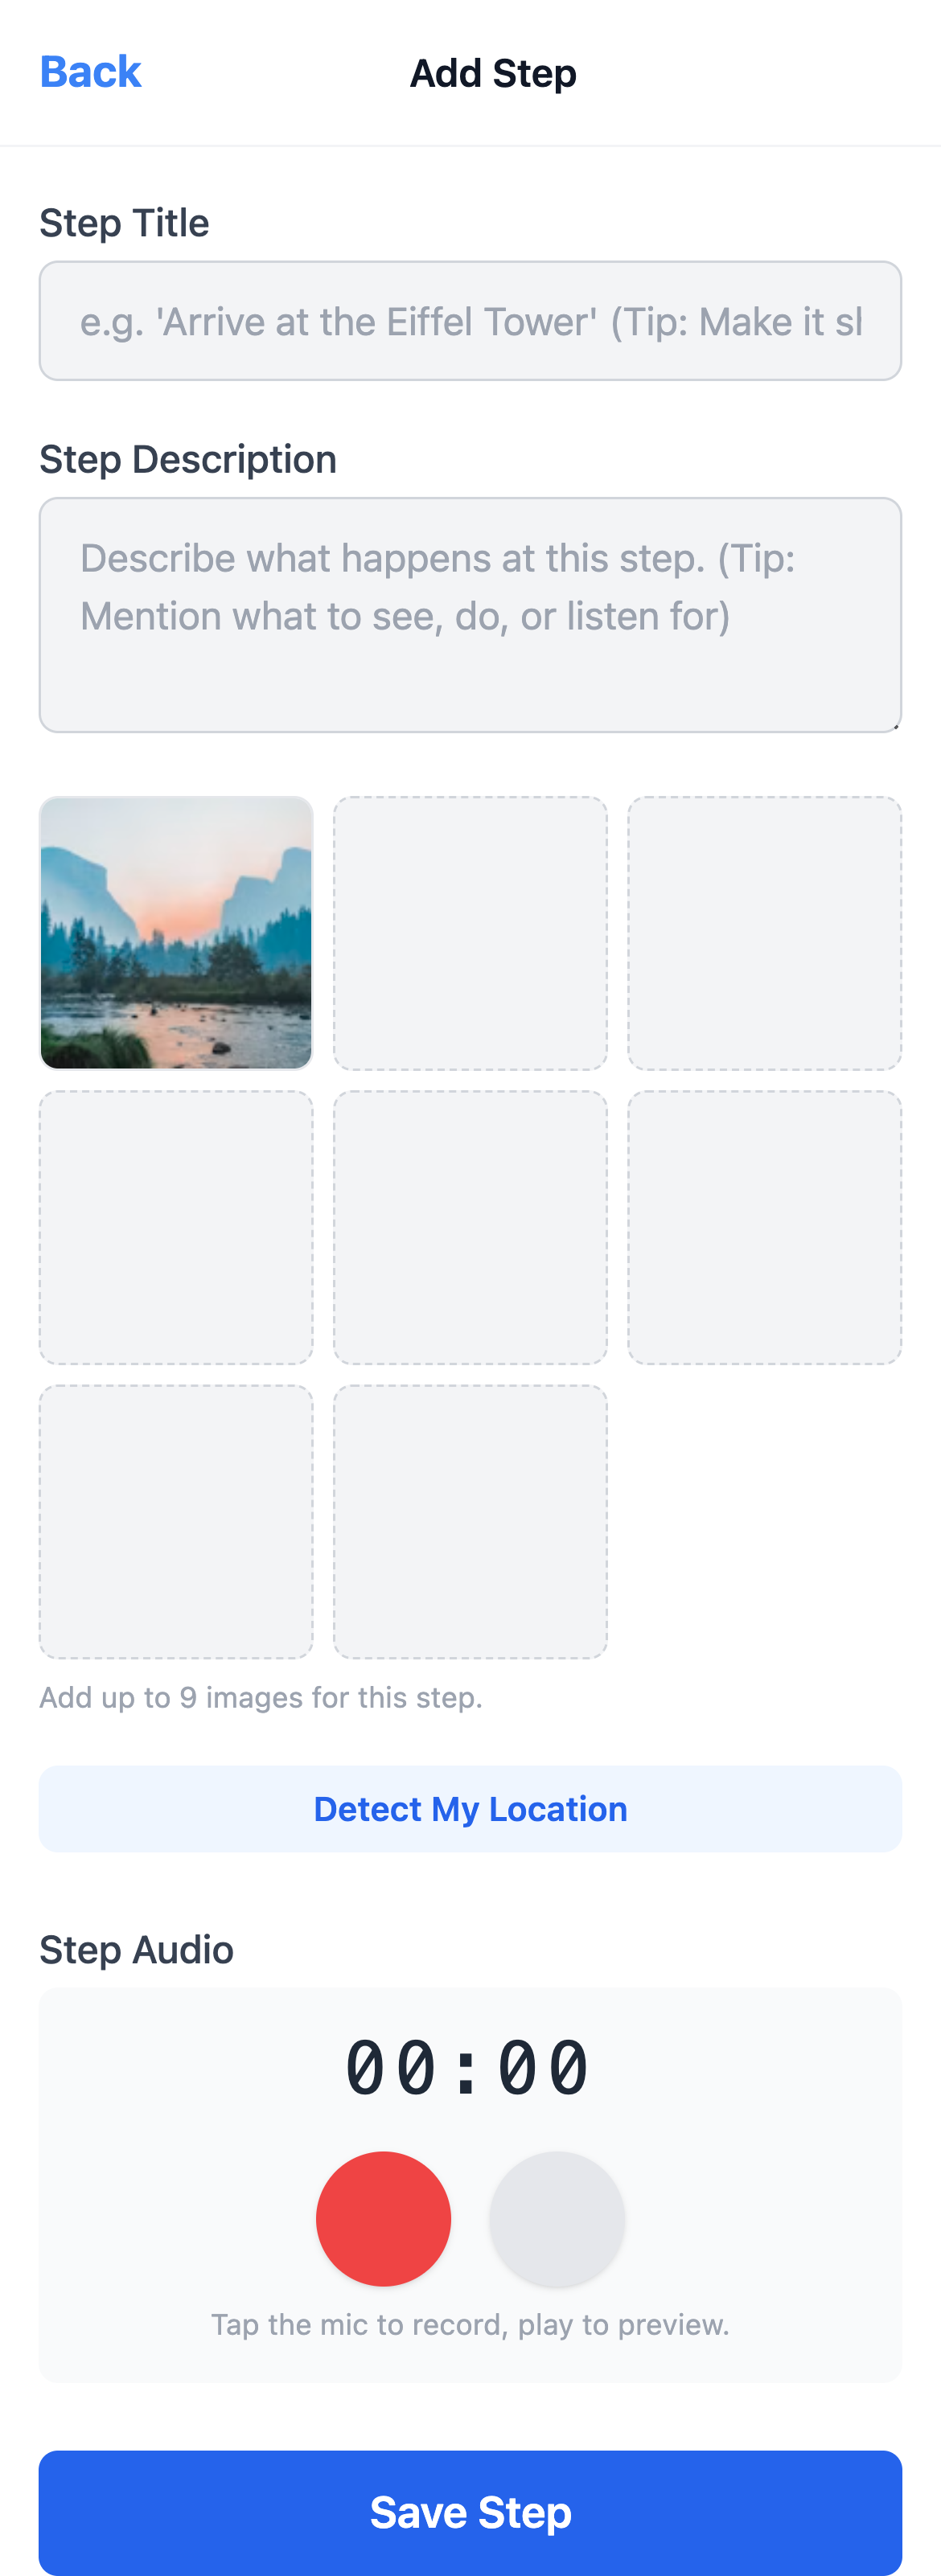 Back
Add Step
Step Title
e.g. 'Arrive at the Eiffel Tower' (Tip: Make it
Step Description
Describe what happens at this step. (Tip:
Mention what to see, do, or listen for)
Add up to 9 images for this step.
Detect My Location
Step Audio
00:00
Tap the mic to record, play to preview.
Save Step